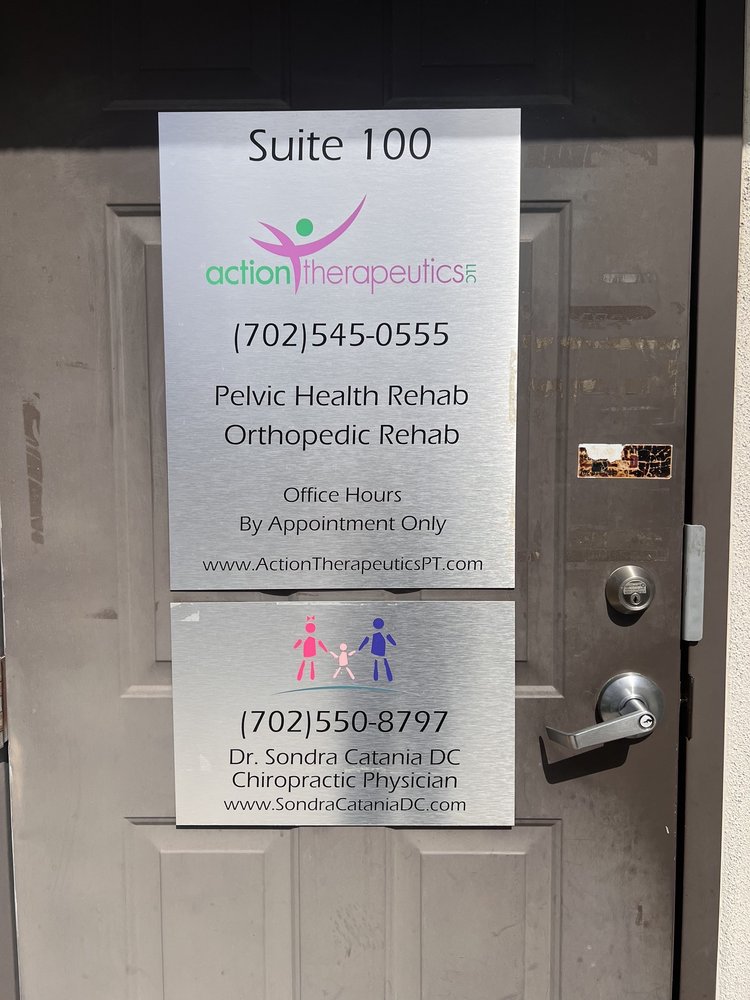 Suite 100
action therapeutics LLC
(702)545-0555
Pelvic Health Rehab
Orthopedic Rehab
Office Hours
By Appointment Only
www.ActionTherapeuticsPT.com
(702)550-8797
Dr. Sondra Catania DC
Chiropractic Physician
www.SondraCataniaDC.com